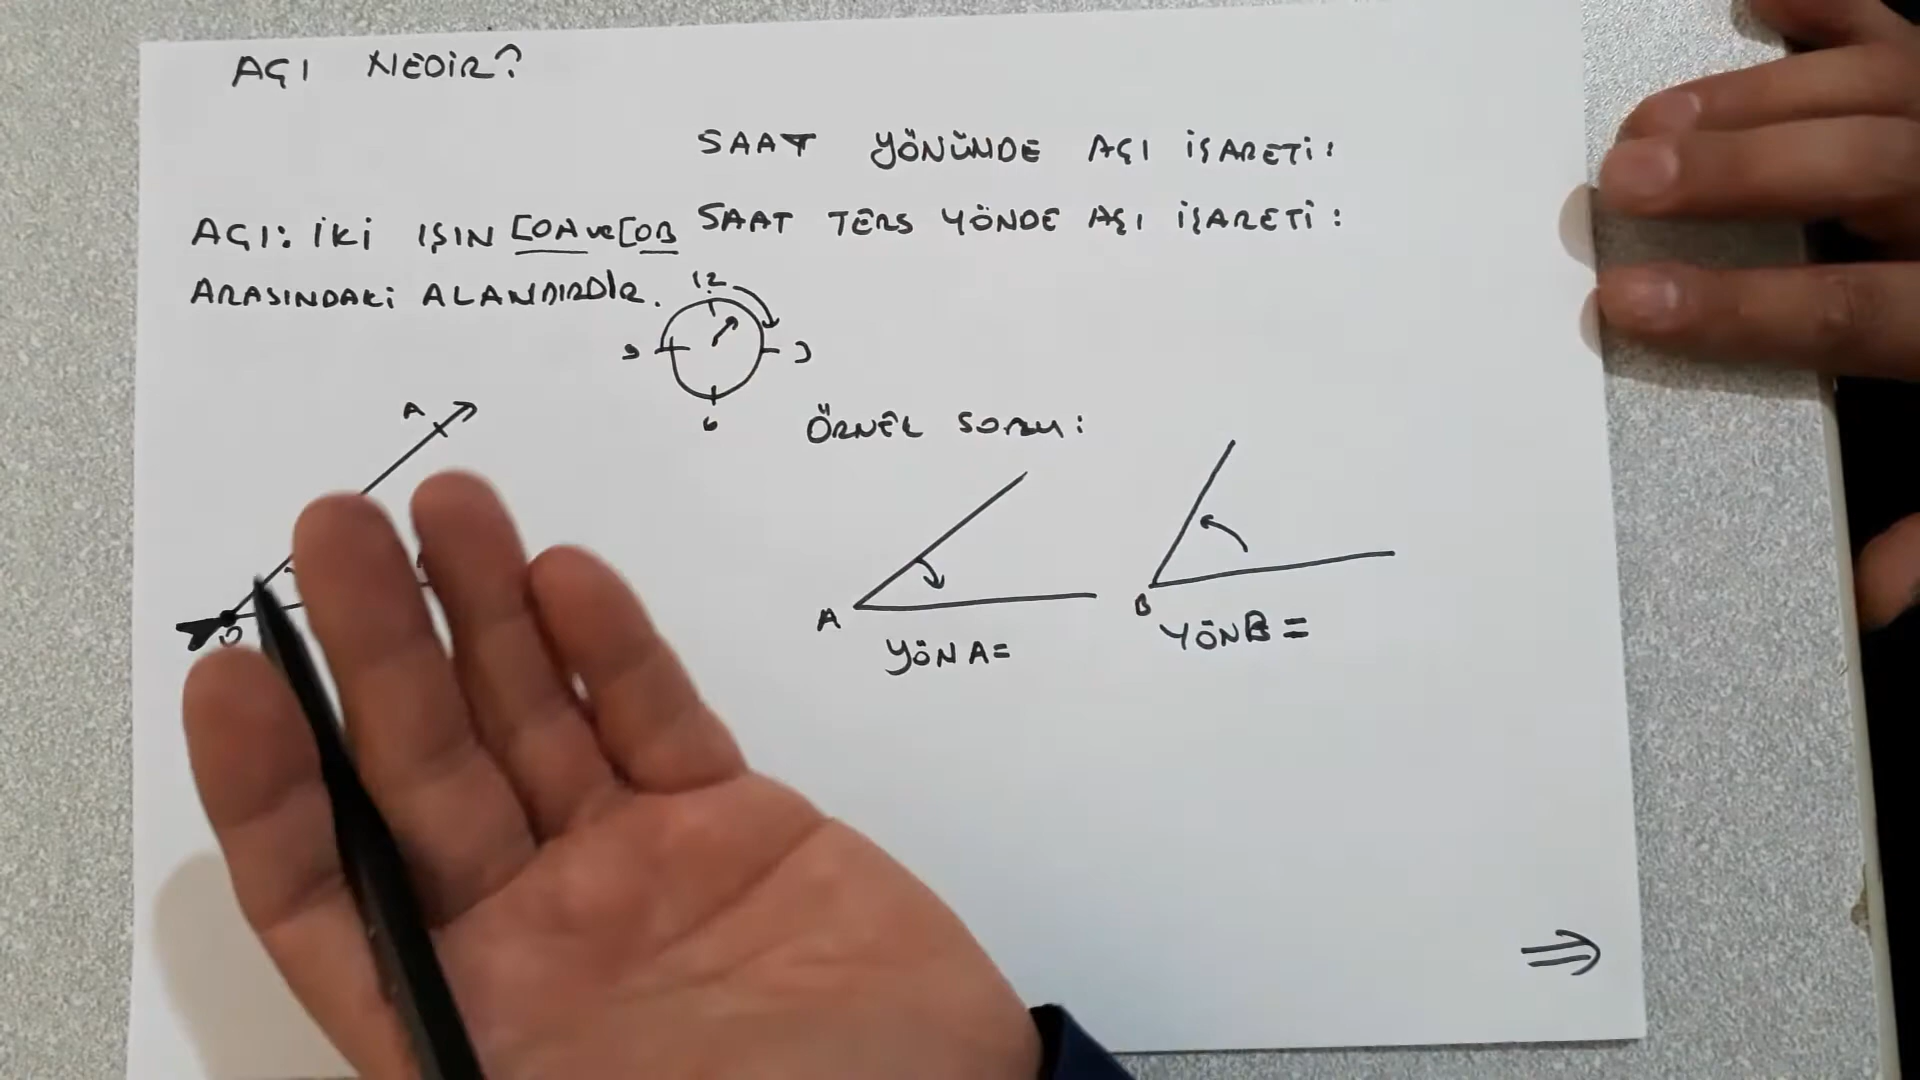 AÇI NEDİR?
SAAT YÖNÜNDE AÇI İŞARETİ:
SAAT TERS YÖNDE AÇI İŞARETİ:
AÇI: İKİ IŞIN [OA ve [OB
ARASINDAKİ ALANDIRDIR.
12
9
3
6
A
O
ÖRNEK SORU:
A
B
YÖN A=
YÖN B =